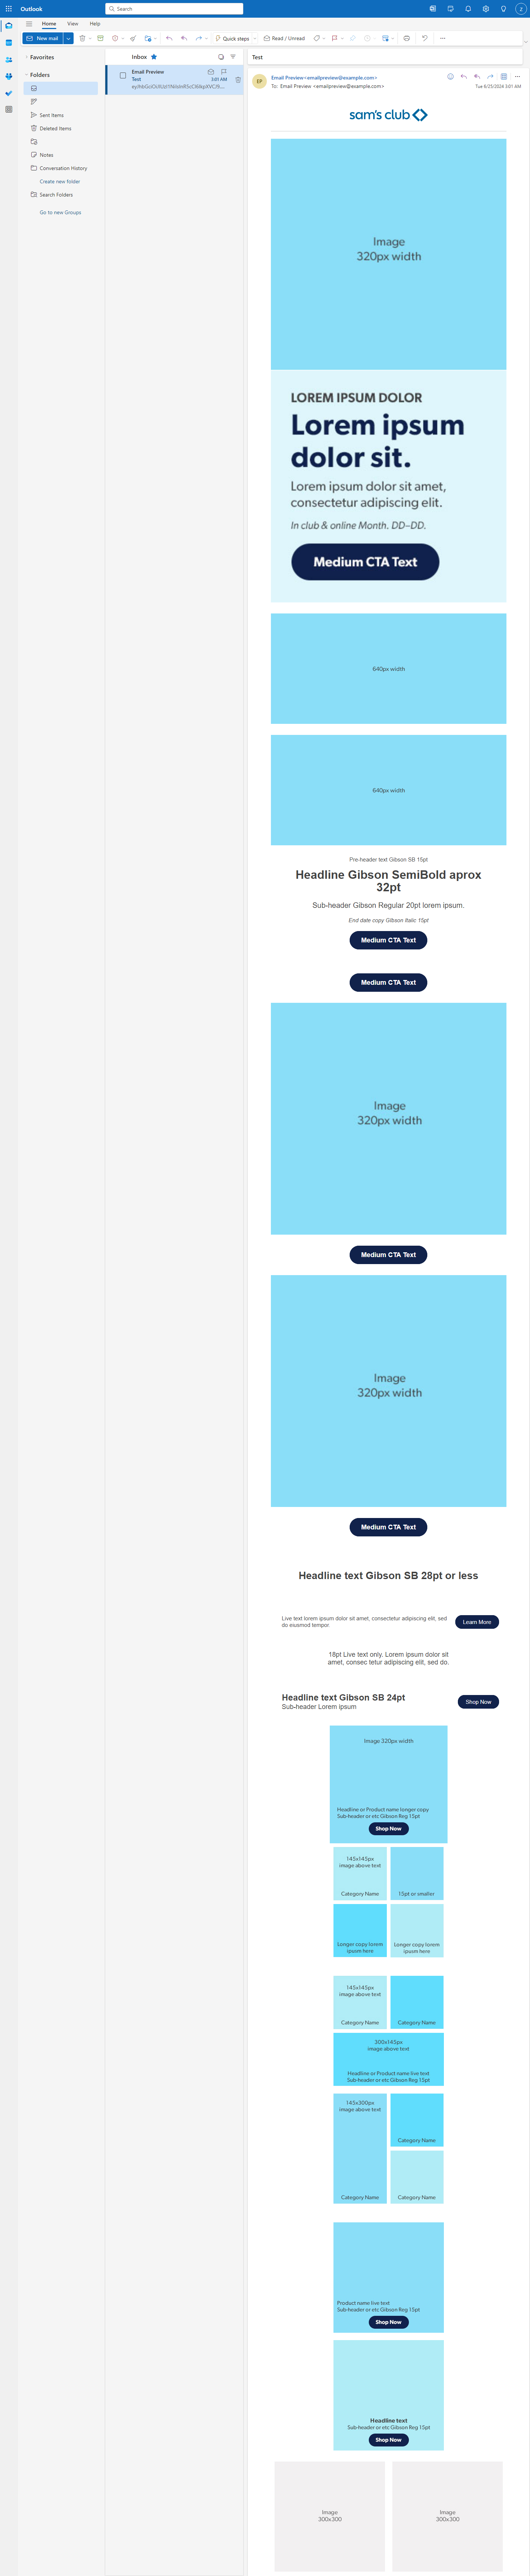 Outlook
Search
Home
View
Help
New mail
Quick steps
Read / Unread
Favorites
Folders
Sent Items
Deleted Items
Notes
Conversation History
Create new folder
Search Folders
Go to new Groups
Inbox
Email Preview
Test
3:01 AM
Test
EP
Email Preview<emailpreview@example.com>
To: Email Preview <emailpreview@example.com>
Tue 6/25/2024 3:01 AM
sam's club
Image
320px width
LOREM IPSUM DOLOR
Lorem ipsum
dolor sit.
Lorem ipsum dolor sit amet,
consectetur adipiscing elit.
In club & online Month. DD–DD.
Medium CTA Text
640px width
640px width
Pre-header text Gibson SB 15pt
Headline Gibson SemiBold aprox
32pt
Sub-header Gibson Regular 20pt lorem ipsum.
End date copy Gibson Italic 15pt
Medium CTA Text
Medium CTA Text
Image
320px width
Medium CTA Text
Image
320px width
Medium CTA Text
Headline text Gibson SB 28pt or less
Live text lorem ipsum dolor sit amet, consectetur adipiscing elit, sed
do eiusmod tempor.
Learn More
18pt Live text only. Lorem ipsum dolor sit
amet, consec tetur adipiscing elit, sed do.
Headline text Gibson SB 24pt
Sub-header Lorem ipsum
Shop Now
Image 320px width
Headline or Product name longer copy
Sub-header or etc Gibson Reg 15pt
Shop Now
145x145px
image above text
Category Name
15pt or smaller
Longer copy lorem
ipusm here
Longer copy lorem
ipusm here
145x145px
image above text
Category Name
Category Name
300x145px
image above text
Headline or Product name live text
Sub-header or etc Gibson Reg 15pt
145x300px
image above text
Category Name
Category Name
Category Name
Product name live text
Sub-header or etc Gibson Reg 15pt
Shop Now
Headline text
Sub-header or etc Gibson Reg 15pt
Shop Now
Image
300x300
Image
300x300